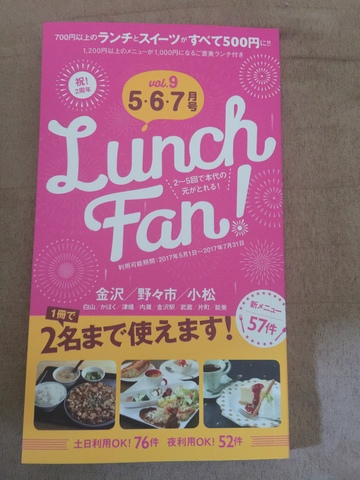 700円以上のランチとスイーツがすべて500円に!!
1,200円以上のメニューが1,000円になるご褒美ランチ付き
祝!
2周年
vol.9
5・6・7月号
Lunch
Fan!
2～5回で本代の
元がとれる!
利用可能期間:2017年5月1日～2017年7月31日
金沢/野々市/小松
白山 かほく 津幡 内灘 金沢駅 武蔵 片町 能美
1冊で
2名まで使えます!
新メニュー
57件
土日利用OK! 76件 夜利用OK! 52件